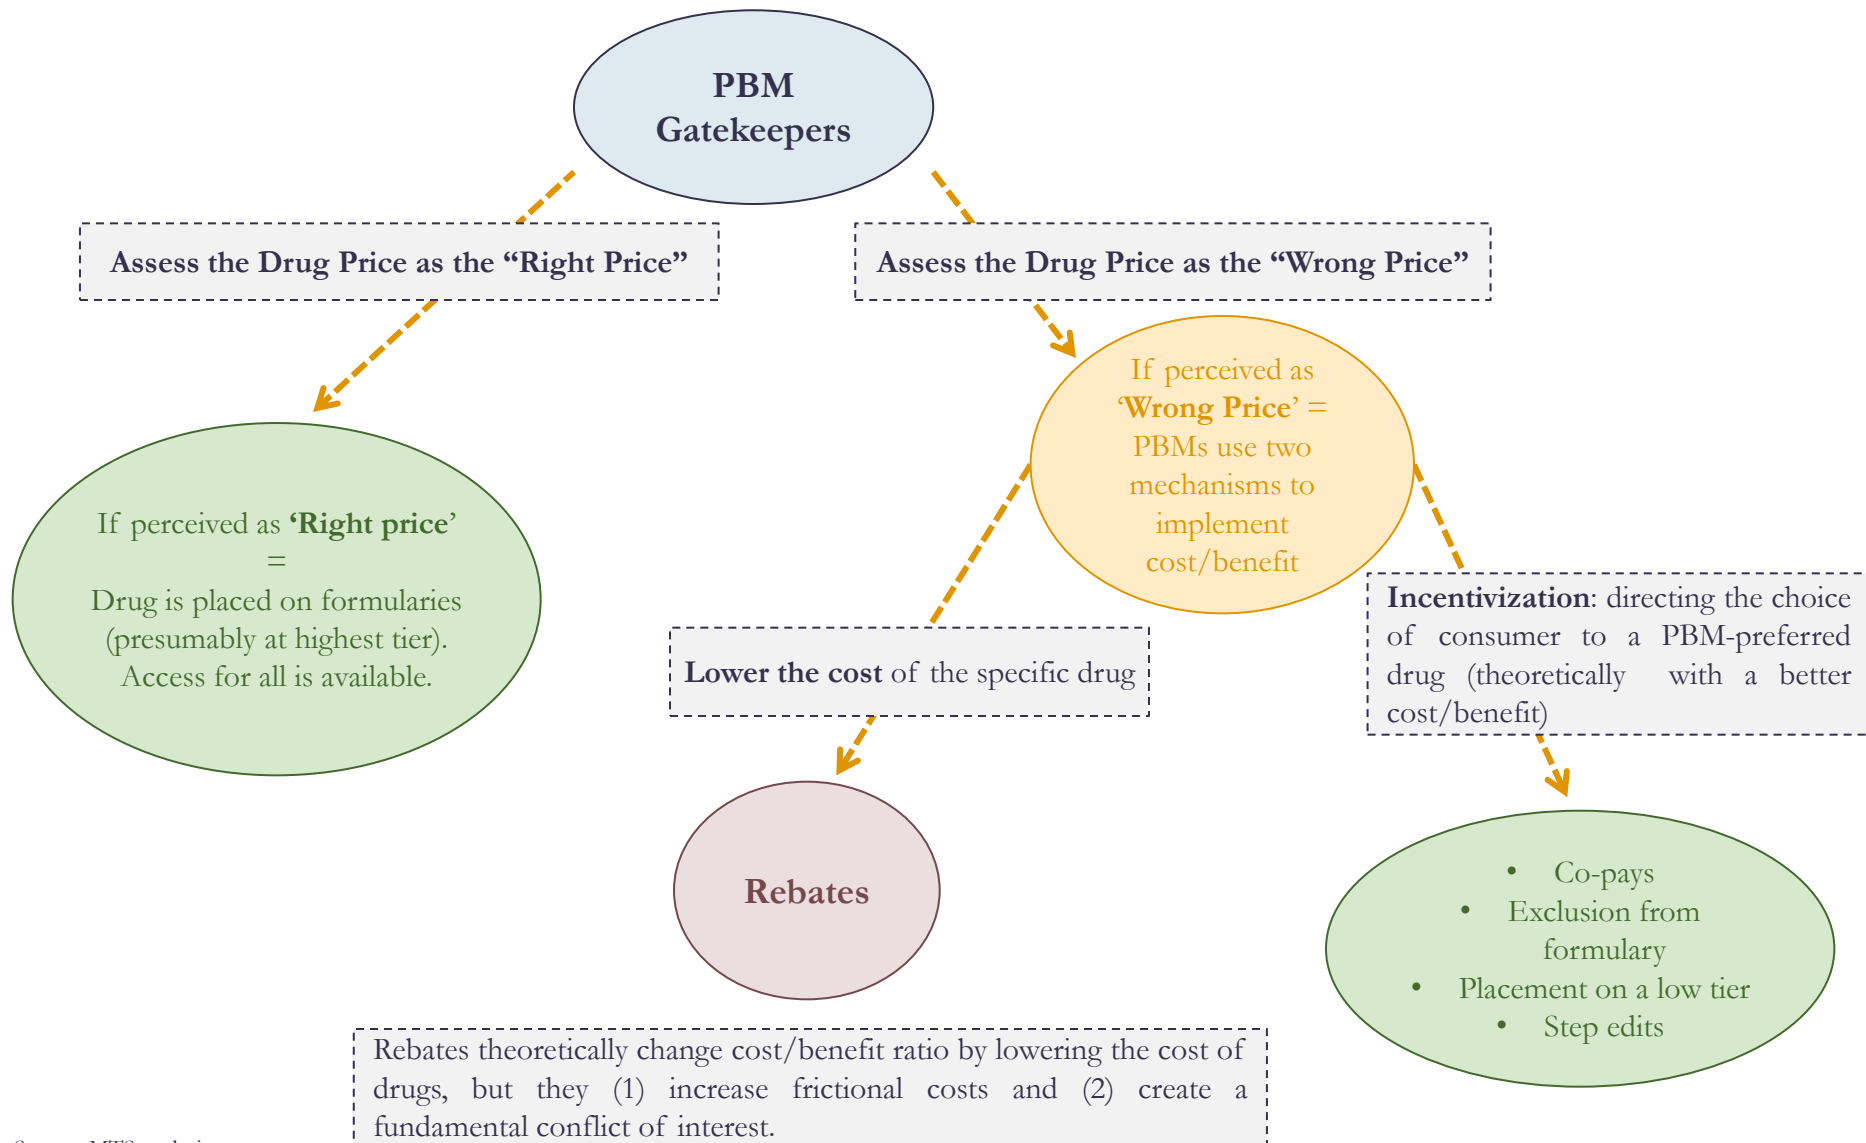 PBM
Gatekeepers
Assess the Drug Price as the “Right Price”
Assess the Drug Price as the “Wrong Price”
If perceived as
‘Wrong Price’ =
PBMs use two
mechanisms to
implement
cost/benefit
If perceived as ‘Right price’
=
Drug is placed on formularies
(presumably at highest tier).
Access for all is available.
Incentivization: directing the choice
of consumer to a PBM-preferred
drug (theoretically with a better
cost/benefit)
Lower the cost of the specific drug
Rebates
• Co-pays
• Exclusion from
formulary
• Placement on a low tier
• Step edits
Rebates theoretically change cost/benefit ratio by lowering the cost of
drugs, but they (1) increase frictional costs and (2) create a
fundamental conflict of interest.